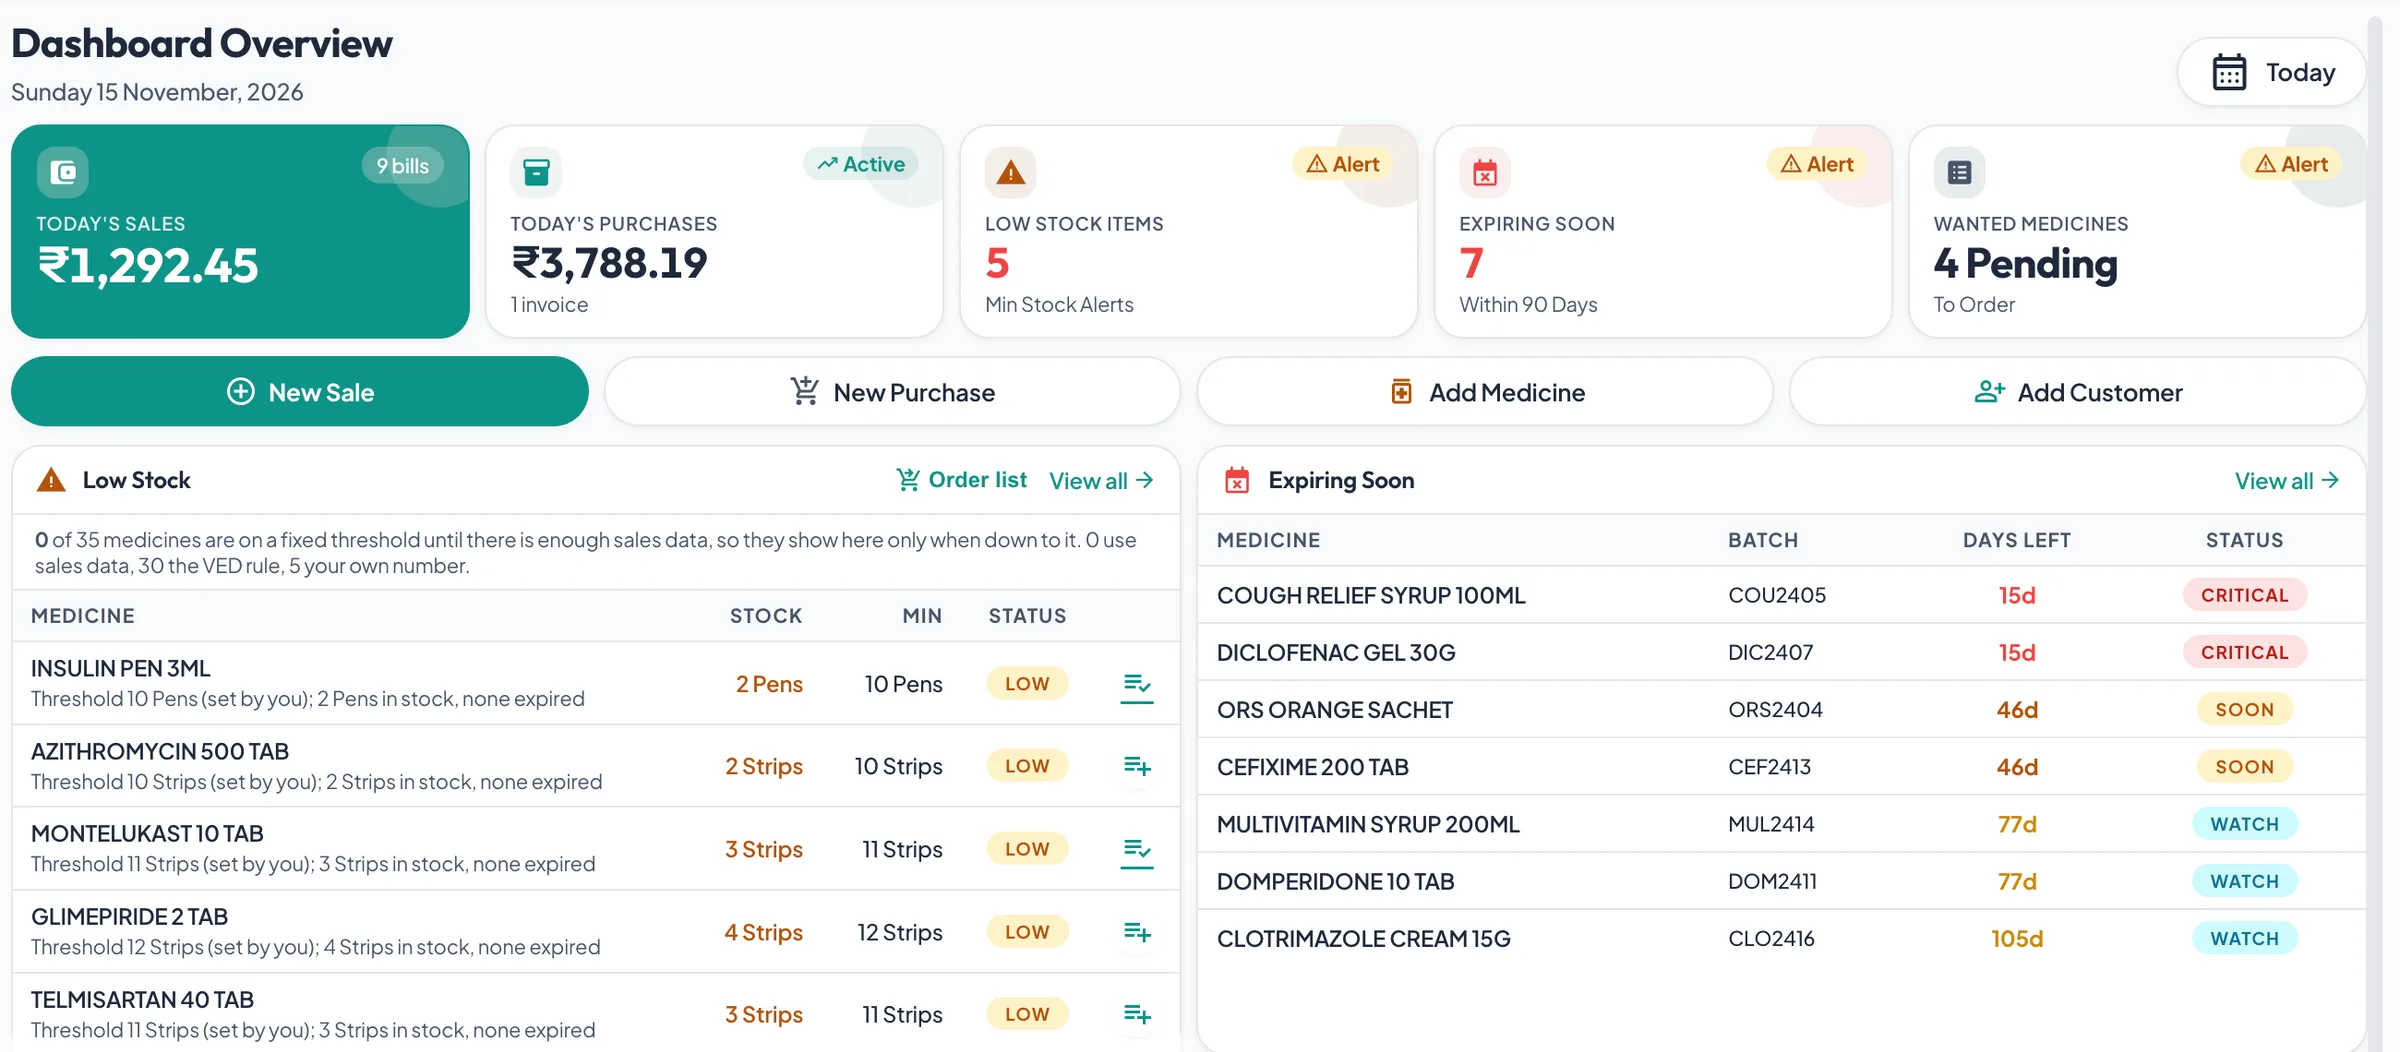 Dashboard Overview
Sunday 15 November, 2026
Today
9 bills
TODAY'S SALES
₹1,292.45
Active
TODAY'S PURCHASES
₹3,788.19
1 invoice
Alert
LOW STOCK ITEMS
5
Min Stock Alerts
Alert
EXPIRING SOON
7
Within 90 Days
Alert
WANTED MEDICINES
4 Pending
To Order
New Sale
New Purchase
Add Medicine
Add Customer
Low Stock
Order list
View all →
0 of 35 medicines are on a fixed threshold until there is enough sales data, so they show here only when down to it. 0 use
sales data, 30 the VED rule, 5 your own number.
MEDICINE STOCK MIN STATUS
INSULIN PEN 3ML 2 Pens 10 Pens LOW
Threshold 10 Pens (set by you); 2 Pens in stock, none expired
AZITHROMYCIN 500 TAB 2 Strips 10 Strips LOW
Threshold 10 Strips (set by you); 2 Strips in stock, none expired
MONTELUKAST 10 TAB 3 Strips 11 Strips LOW
Threshold 11 Strips (set by you); 3 Strips in stock, none expired
GLIMEPIRIDE 2 TAB 4 Strips 12 Strips LOW
Threshold 12 Strips (set by you); 4 Strips in stock, none expired
TELMISARTAN 40 TAB 3 Strips 11 Strips LOW
Threshold 11 Strips (set by you); 3 Strips in stock, none expired
Expiring Soon
View all →
MEDICINE BATCH DAYS LEFT STATUS
COUGH RELIEF SYRUP 100ML COU2405 15d CRITICAL
DICLOFENAC GEL 30G DIC2407 15d CRITICAL
ORS ORANGE SACHET ORS2404 46d SOON
CEFIXIME 200 TAB CEF2413 46d SOON
MULTIVITAMIN SYRUP 200ML MUL2414 77d WATCH
DOMPERIDONE 10 TAB DOM2411 77d WATCH
CLOTRIMAZOLE CREAM 15G CLO2416 105d WATCH